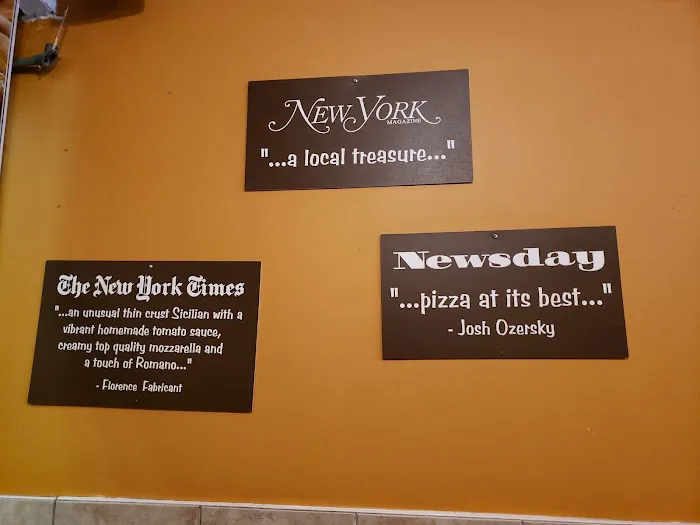 New York
MAGAZINE
"...a local treasure..."
The New York Times
"...an unusual thin crust Sicilian with a
vibrant homemade tomato sauce,
creamy top quality mozzarella and
a touch of Romano..."
- Florence Fabricant
Newsday
"...pizza at its best..."
- Josh Ozersky